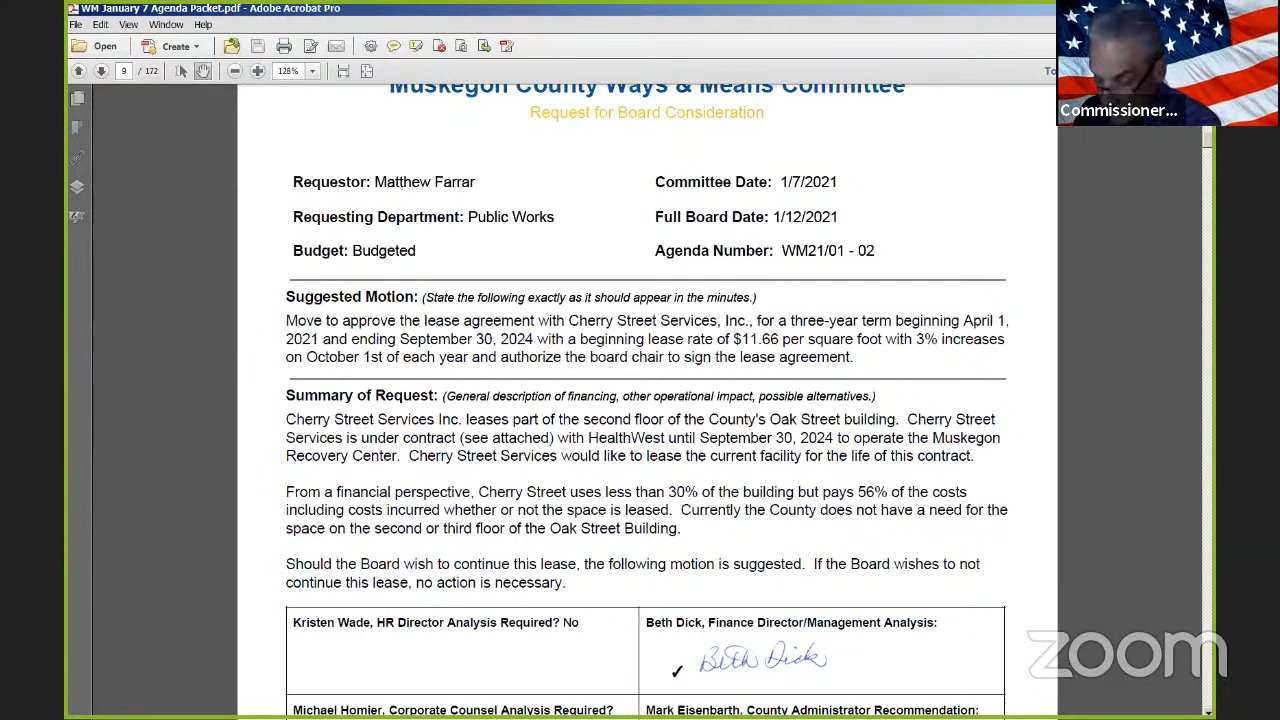 WM January 7 Agenda Packet.pdf - Adobe Acrobat Pro
File Edit View Window Help
Open Create
9 / 172 128% To
Commissioner...
Muskegon County Ways & Means Committee
Request for Board Consideration
Requestor: Matthew Farrar Committee Date: 1/7/2021
Requesting Department: Public Works Full Board Date: 1/12/2021
Budget: Budgeted Agenda Number: WM21/01 - 02
Suggested Motion: (State the following exactly as it should appear in the minutes.)
Move to approve the lease agreement with Cherry Street Services, Inc., for a three-year term beginning April 1,
2021 and ending September 30, 2024 with a beginning lease rate of $11.66 per square foot with 3% increases
on October 1st of each year and authorize the board chair to sign the lease agreement.
Summary of Request: (General description of financing, other operational impact, possible alternatives.)
Cherry Street Services Inc. leases part of the second floor of the County's Oak Street building. Cherry Street
Services is under contract (see attached) with HealthWest until September 30, 2024 to operate the Muskegon
Recovery Center. Cherry Street Services would like to lease the current facility for the life of this contract.
From a financial perspective, Cherry Street uses less than 30% of the building but pays 56% of the costs
including costs incurred whether or not the space is leased. Currently the County does not have a need for the
space on the second or third floor of the Oak Street Building.
Should the Board wish to continue this lease, the following motion is suggested. If the Board wishes to not
continue this lease, no action is necessary.
Kristen Wade, HR Director Analysis Required? No
Beth Dick, Finance Director/Management Analysis:
✓ Beth Dick
Michael Homier, Corporate Counsel Analysis Required?
Mark Eisenbarth, County Administrator Recommendation:
zoom